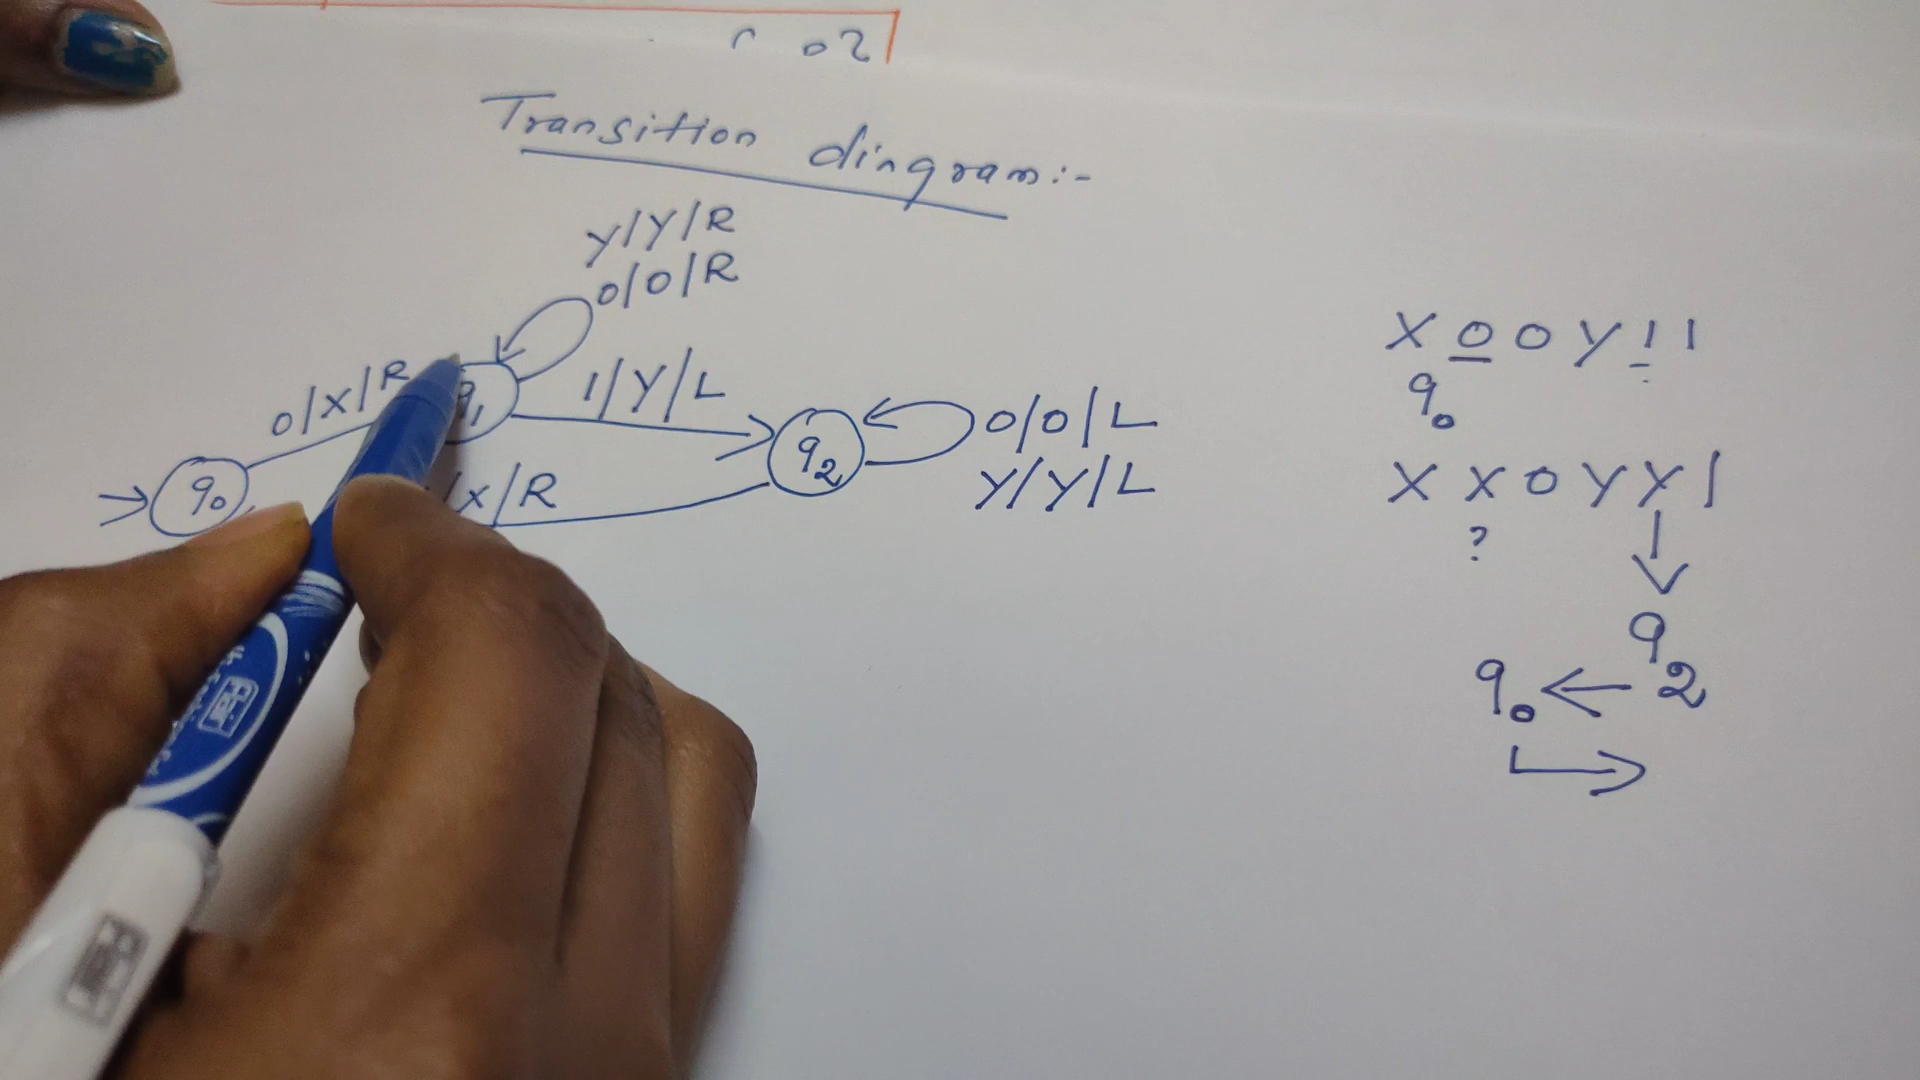 Transition diagram:-
y/Y/R
0/0/R
0/X/R
q1
1/Y/L
q0
/x/R
q2
0/0/L
Y/Y/L
X 0 0 Y 1 1
q0
X X 0 Y Y 1
?
q2
q0